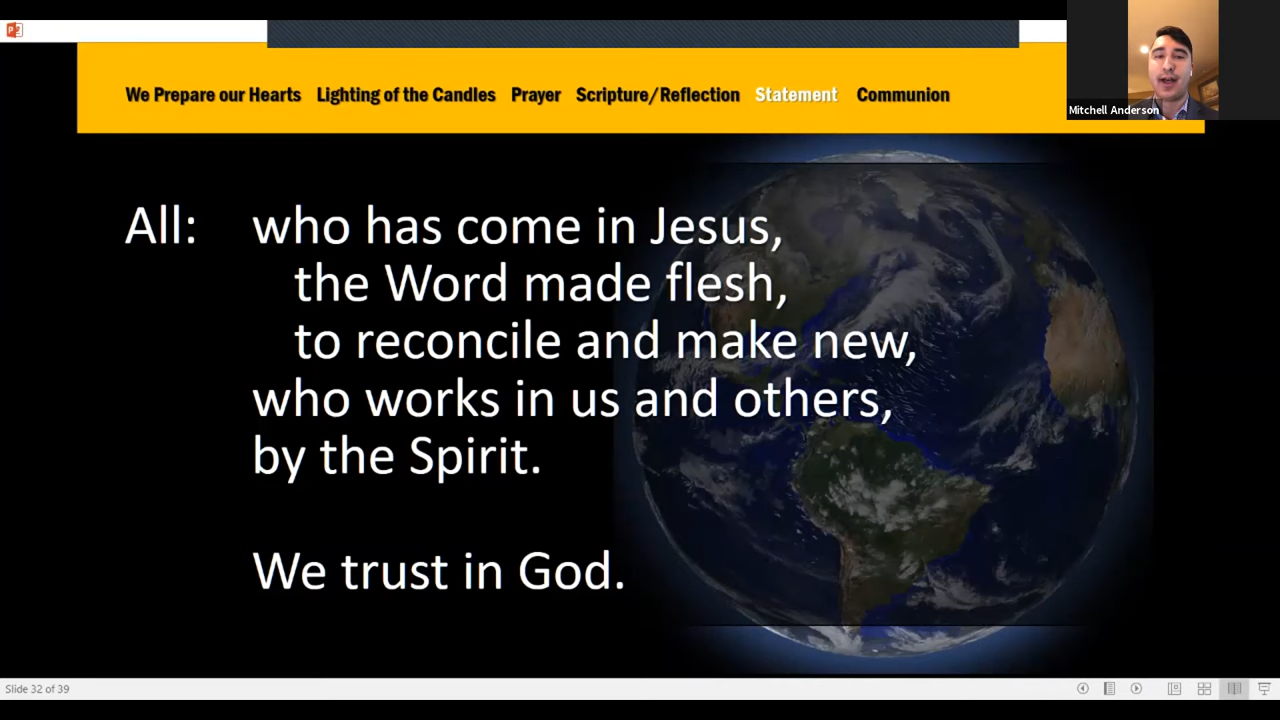 We Prepare our Hearts Lighting of the Candles Prayer Scripture/Reflection Statement Communion
Mitchell Anderson
All: who has come in Jesus,
the Word made flesh,
to reconcile and make new,
who works in us and others,
by the Spirit.
We trust in God.
Slide 32 of 39